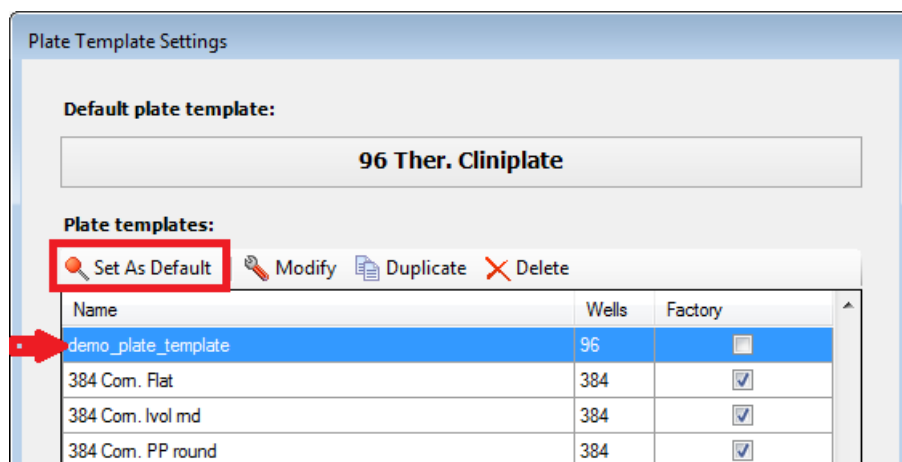 Plate Template Settings
Default plate template:
96 Ther. Cliniplate
Plate templates:
Set As Default Modify Duplicate Delete
Name Wells Factory
demo_plate_template 96
384 Corn. Flat 384
384 Corn. lvol rnd 384
384 Corn. PP round 384